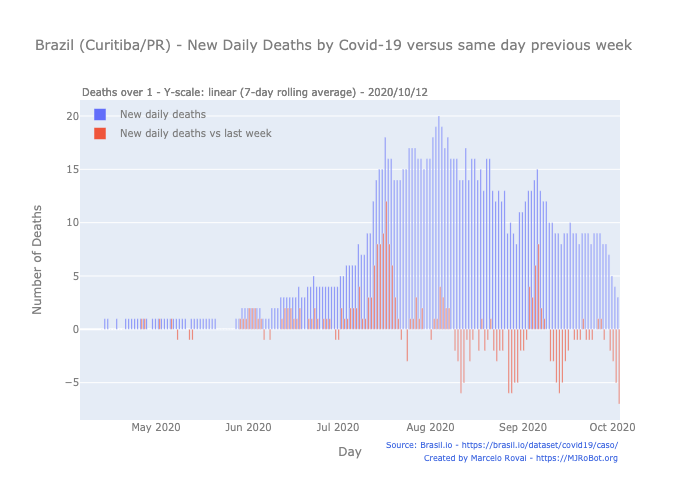 Brazil (Curitiba/PR) - New Daily Deaths by Covid-19 versus same day previous week
Deaths over 1 - Y-scale: linear (7-day rolling average) - 2020/10/12
New daily deaths
New daily deaths vs last week
20
15
10
5
0
−5
Number of Deaths
May 2020
Jun 2020
Jul 2020
Aug 2020
Sep 2020
Oct 2020
Day
Source: Brasil.io - https://brasil.io/dataset/covid19/caso/
Created by Marcelo Rovai - https://MJRoBot.org